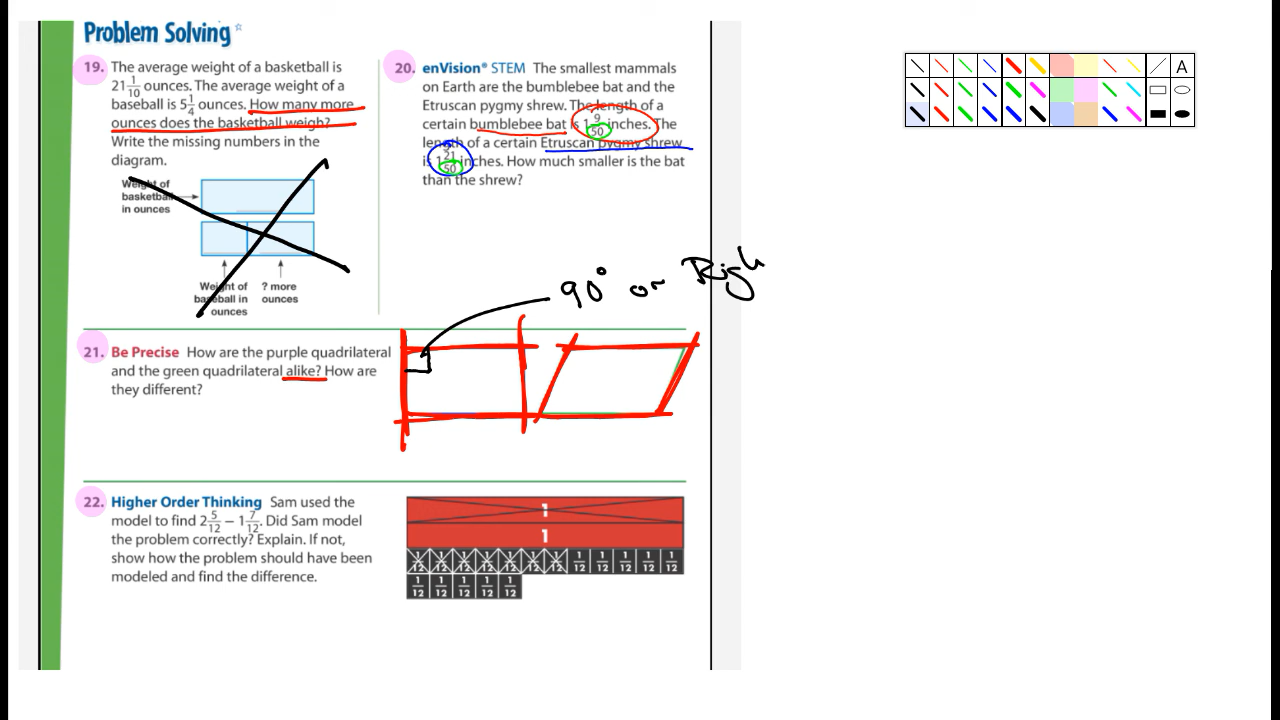 Problem Solving
19. The average weight of a basketball is
21 1/10 ounces. The average weight of a
baseball is 5 1/4 ounces. How many more
ounces does the basketball weigh?
Write the missing numbers in the
diagram.
Weight of
basketball
in ounces
Weight of
baseball in
ounces
? more
ounces
20. enVision® STEM The smallest mammals
on Earth are the bumblebee bat and the
Etruscan pygmy shrew. The length of a
certain bumblebee bat is 1 9/50 inches. The
length of a certain Etruscan pygmy shrew
is 1 21/50 inches. How much smaller is the bat
than the shrew?
90° or Righ
21. Be Precise How are the purple quadrilateral
and the green quadrilateral alike? How are
they different?
22. Higher Order Thinking Sam used the
model to find 2 5/12 − 1 7/12. Did Sam model
the problem correctly? Explain. If not,
show how the problem should have been
modeled and find the difference.
1
1
1/12 1/12 1/12 1/12 1/12 1/12 1/12 1/12 1/12 1/12 1/12 1/12
1/12 1/12 1/12 1/12 1/12
A